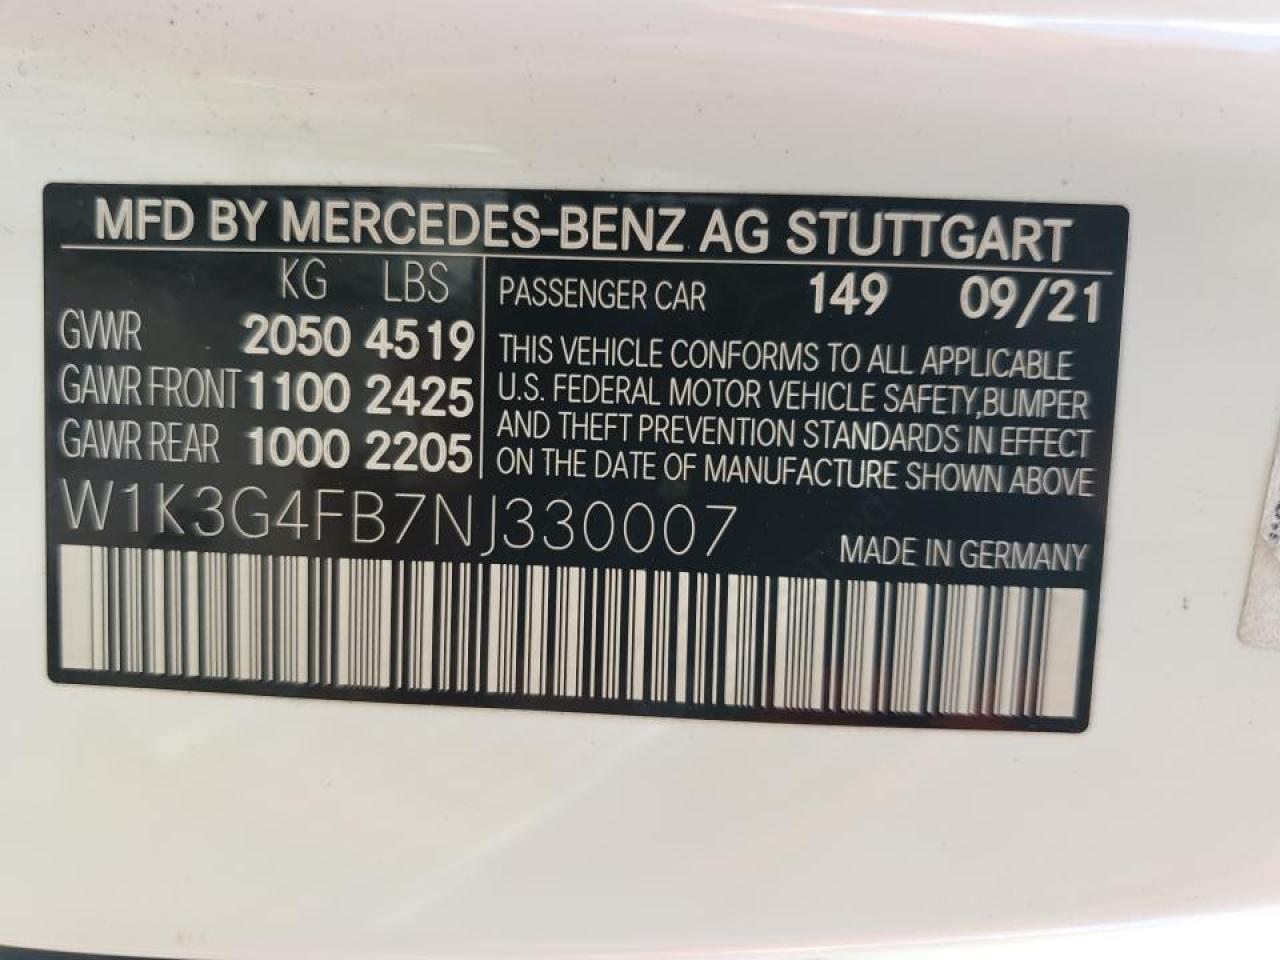 MFD BY MERCEDES-BENZ AG STUTTGART
KG LBS
GVWR 2050 4519
GAWR FRONT 1100 2425
GAWR REAR 1000 2205
PASSENGER CAR 149 09/21
THIS VEHICLE CONFORMS TO ALL APPLICABLE
U.S. FEDERAL MOTOR VEHICLE SAFETY,BUMPER
AND THEFT PREVENTION STANDARDS IN EFFECT
ON THE DATE OF MANUFACTURE SHOWN ABOVE
W1K3G4FB7NJ330007
MADE IN GERMANY